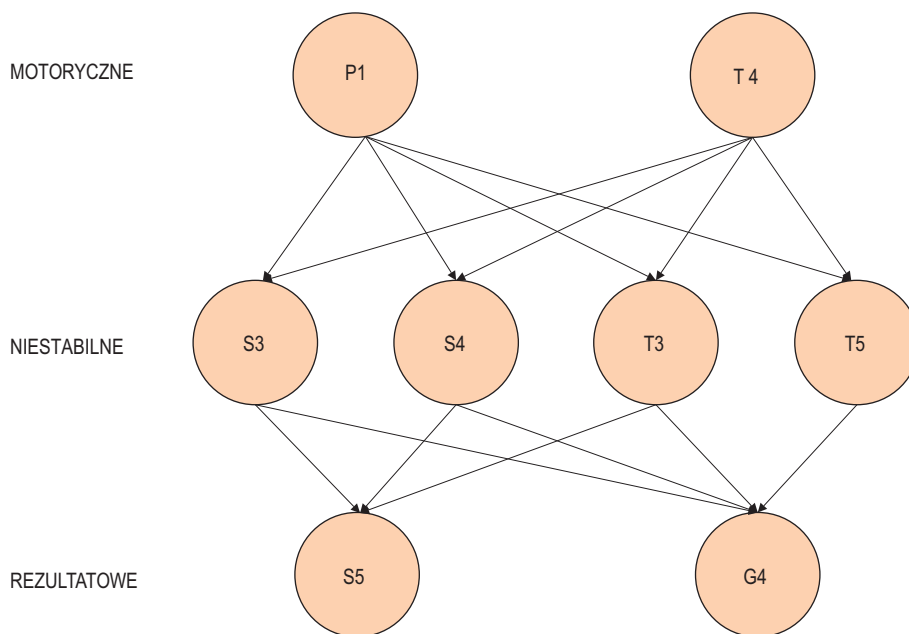 MOTORYCZNE
P1
T 4
NIESTABILNE
S3
S4
T3
T5
REZULTATOWE
S5
G4